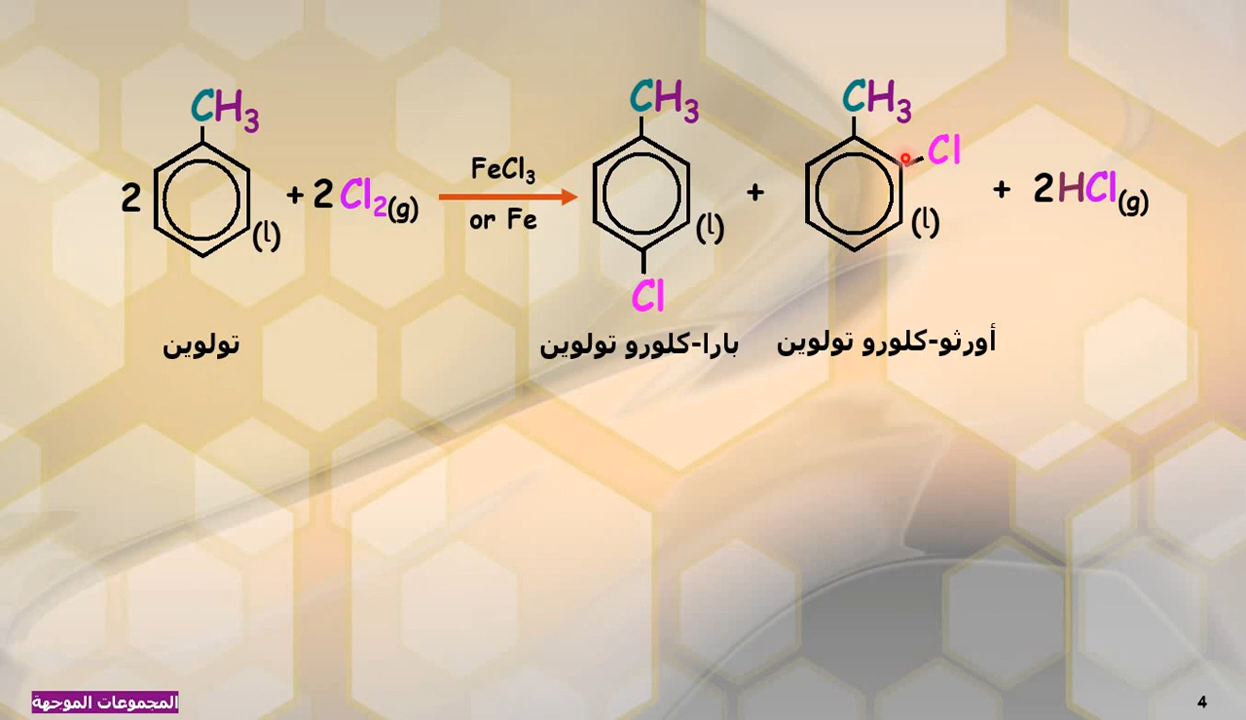 CH3 CH3 CH3
2 (l) + 2 Cl2(g) FeCl3 or Fe (l) + Cl (l) + 2HCl(g)
Cl
تولوين
بارا-كلورو تولوين
أورثو-كلورو تولوين
المجموعات الموجهة
4